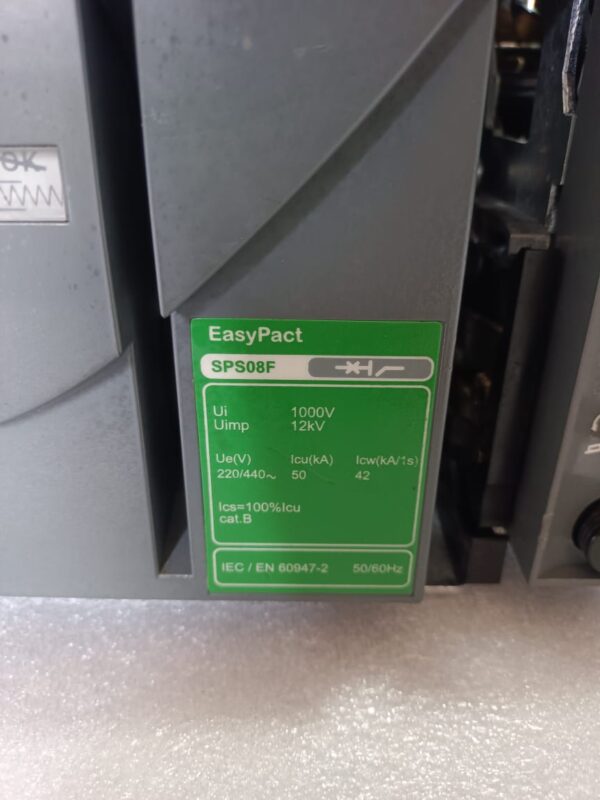 OK
EasyPact
SPS08F
Ui 1000V
Uimp 12kV
Ue(V) Icu(kA) Icw(kA/1s)
220/440~ 50 42
Ics=100%Icu
cat.B
IEC / EN 60947-2 50/60Hz